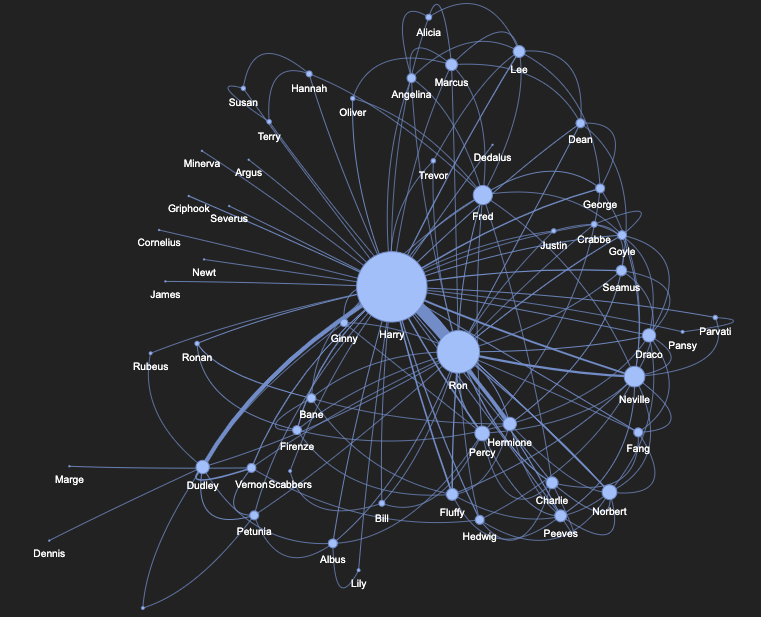 Alicia
Lee
Marcus
Angelina
Hannah
Susan
Oliver
Terry
Dean
Minerva
Argus
Dedalus
Trevor
Griphook
Severus
George
Fred
Cornelius
Justin
Crabbe
Goyle
Newt
James
Seamus
Harry
Ginny
Parvati
Pansy
Draco
Rubeus
Ronan
Ron
Neville
Bane
Firenze
Hermione
Percy
Fang
Marge
Dudley
Vernon
Scabbers
Charlie
Norbert
Fluffy
Bill
Petunia
Hedwig
Peeves
Dennis
Albus
Lily